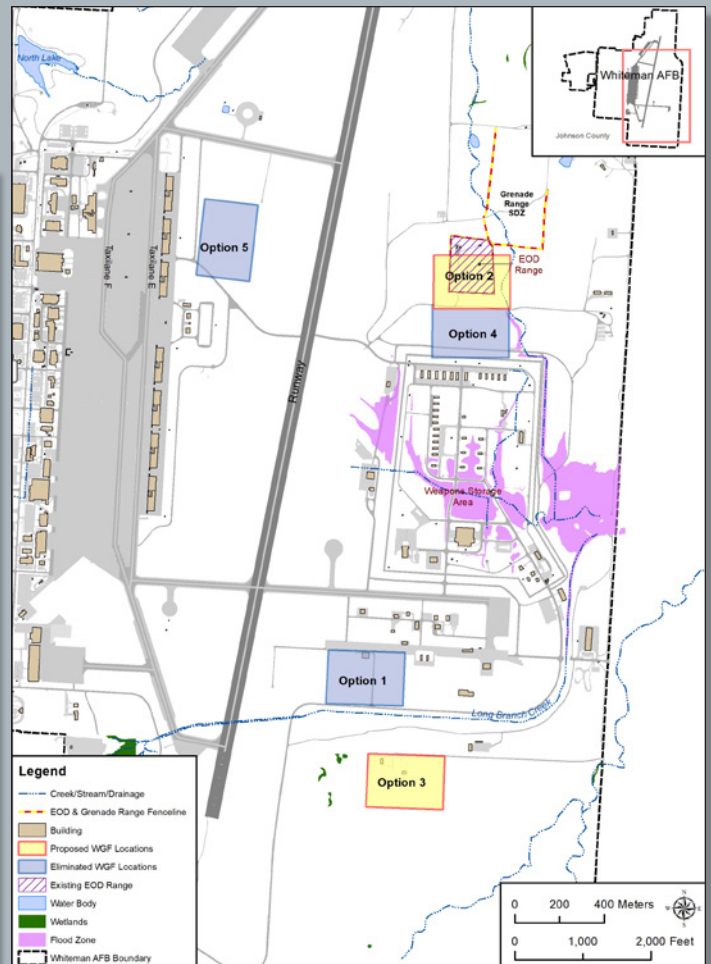 North Lake
Whiteman AFB
Johnson County
Grenade
Range
SDZ
Taxilane F
Taxilane E
Option 5
EOD
Range
Option 2
Option 4
Runway
Weapons Storage
Area
Option 1
Long Branch Creek
Option 3
Legend
Creek/Stream/Drainage
EOD & Grenade Range Fenceline
Building
Proposed WGF Locations
Eliminated WGF Locations
Existing EOD Range
Water Body
Wetlands
Flood Zone
Whiteman AFB Boundary
0 200 400 Meters
0 1,000 2,000 Feet
N
W E
S